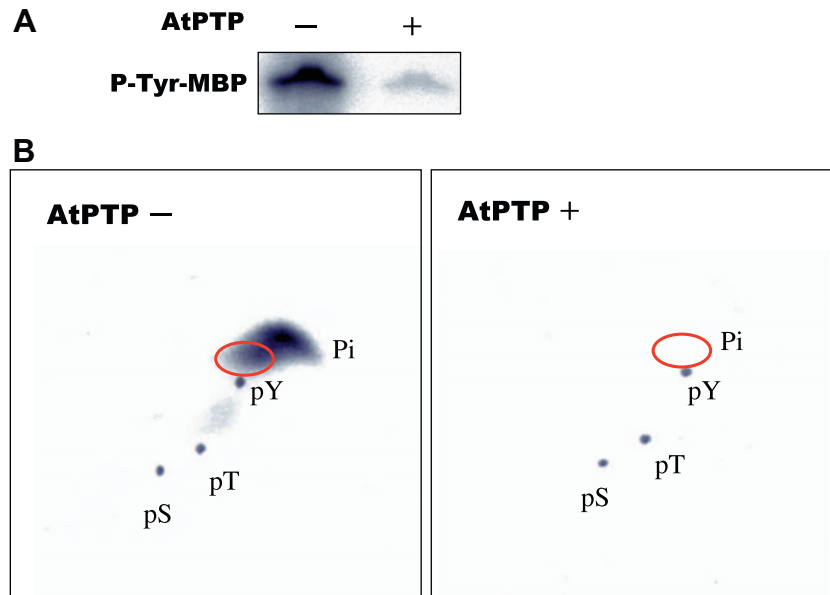 A
AtPTP — +
P-Tyr-MBP
B
AtPTP — AtPTP +
Pi Pi
pY pY
pT pT
pS pS